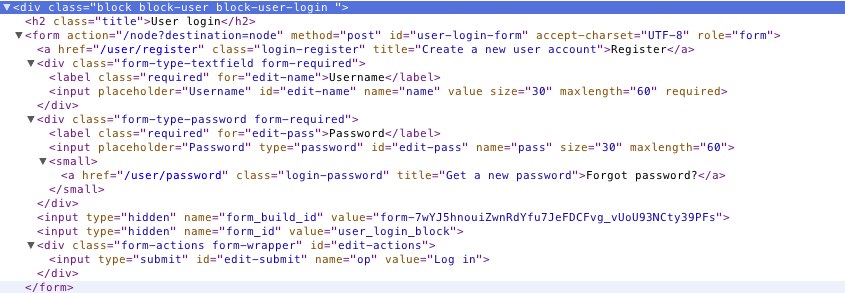 <div class="block block-user block-user-login ">
<h2 class="title">User login</h2>
<form action="/node?destination=node" method="post" id="user-login-form" accept-charset="UTF-8" role="form">
<a href="/user/register" class="login-register" title="Create a new user account">Register</a>
<div class="form-type-textfield form-required">
<label class="required" for="edit-name">Username</label>
<input placeholder="Username" id="edit-name" name="name" value size="30" maxlength="60" required>
</div>
<div class="form-type-password form-required">
<label class="required" for="edit-pass">Password</label>
<input placeholder="Password" type="password" id="edit-pass" name="pass" size="30" maxlength="60">
<small>
<a href="/user/password" class="login-password" title="Get a new password">Forgot password?</a>
</small>
</div>
<input type="hidden" name="form_build_id" value="form-7wYJ5hnouiZwnRdYfu7JeFDCFvg_vUoU93NCty39PFs">
<input type="hidden" name="form_id" value="user_login_block">
<div class="form-actions form-wrapper" id="edit-actions">
<input type="submit" id="edit-submit" name="op" value="Log in">
</div>
</form>